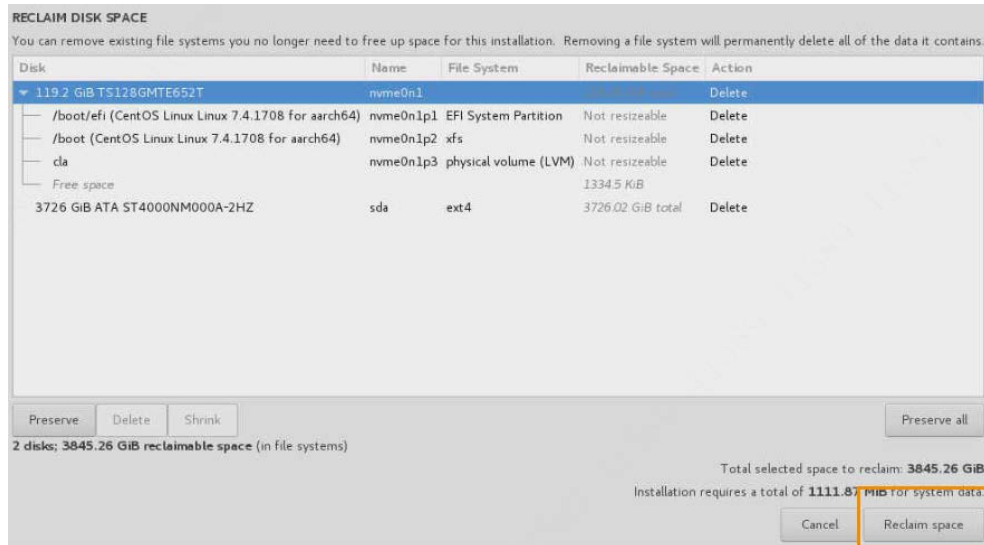 RECLAIM DISK SPACE
You can remove existing file systems you no longer need to free up space for this installation. Removing a file system will permanently delete all of the data it contains.
Disk Name File System Reclaimable Space Action
119.2 GiB TS128GMTE652T nvme0n1 Delete
/boot/efi (CentOS Linux Linux 7.4.1708 for aarch64) nvme0n1p1 EFI System Partition Not resizeable Delete
/boot (CentOS Linux Linux 7.4.1708 for aarch64) nvme0n1p2 xfs Not resizeable Delete
cla nvme0n1p3 physical volume (LVM) Not resizeable Delete
Free space 1334.5 KiB
3726 GiB ATA ST4000NM000A-2HZ sda ext4 3726.02 GiB total Delete
Preserve Delete Shrink Preserve all
2 disks; 3845.26 GiB reclaimable space (in file systems)
Total selected space to reclaim: 3845.26 GiB
Installation requires a total of 1111.87 MiB for system data.
Cancel Reclaim space